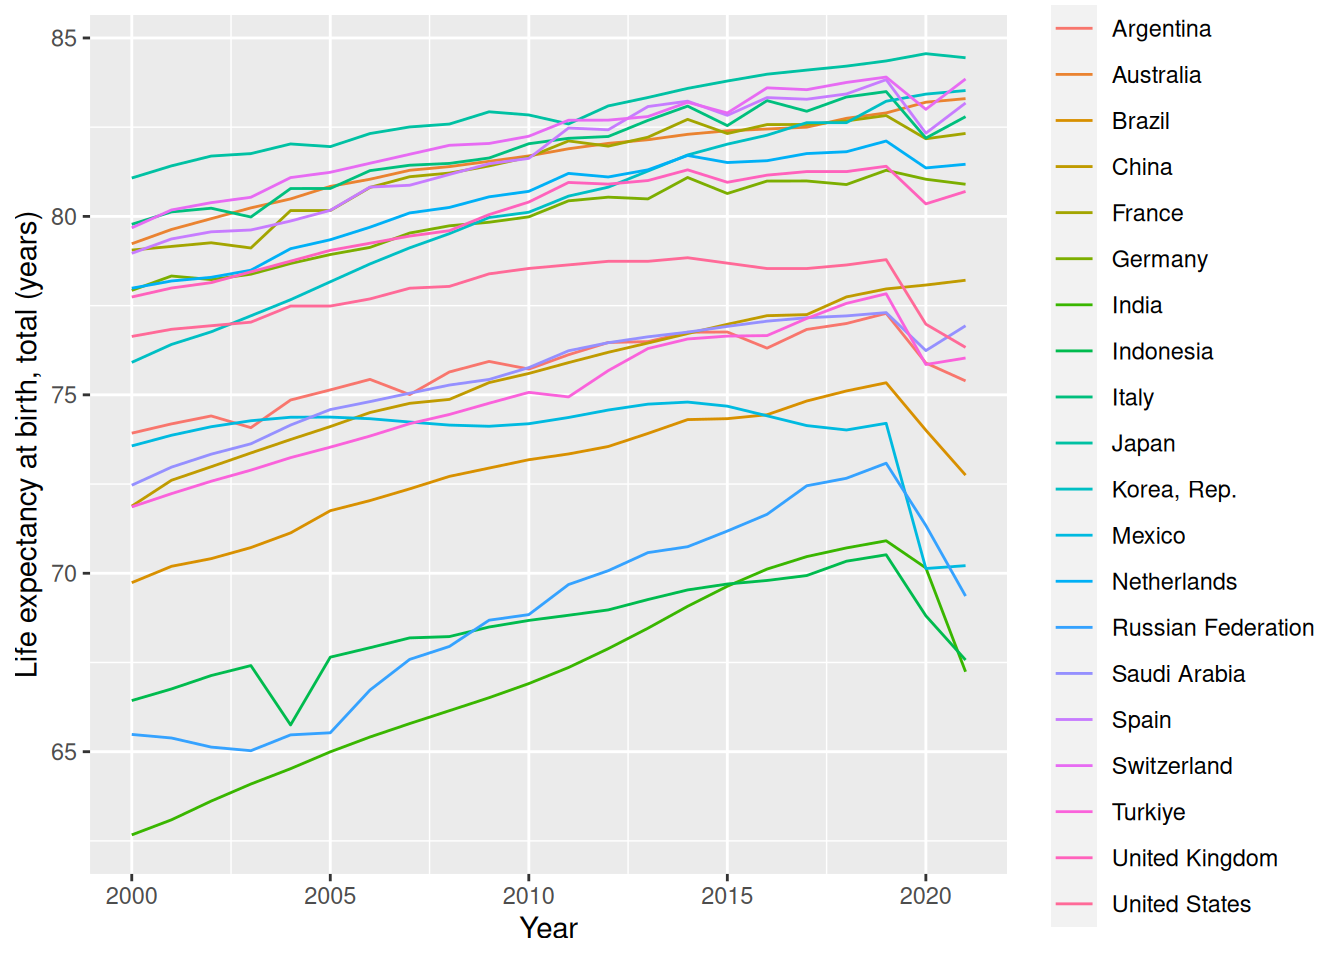 85
80
75
70
65
Life expectancy at birth, total (years)
2000 2005 2010 2015 2020
Year
Argentina
Australia
Brazil
China
France
Germany
India
Indonesia
Italy
Japan
Korea, Rep.
Mexico
Netherlands
Russian Federation
Saudi Arabia
Spain
Switzerland
Turkiye
United Kingdom
United States